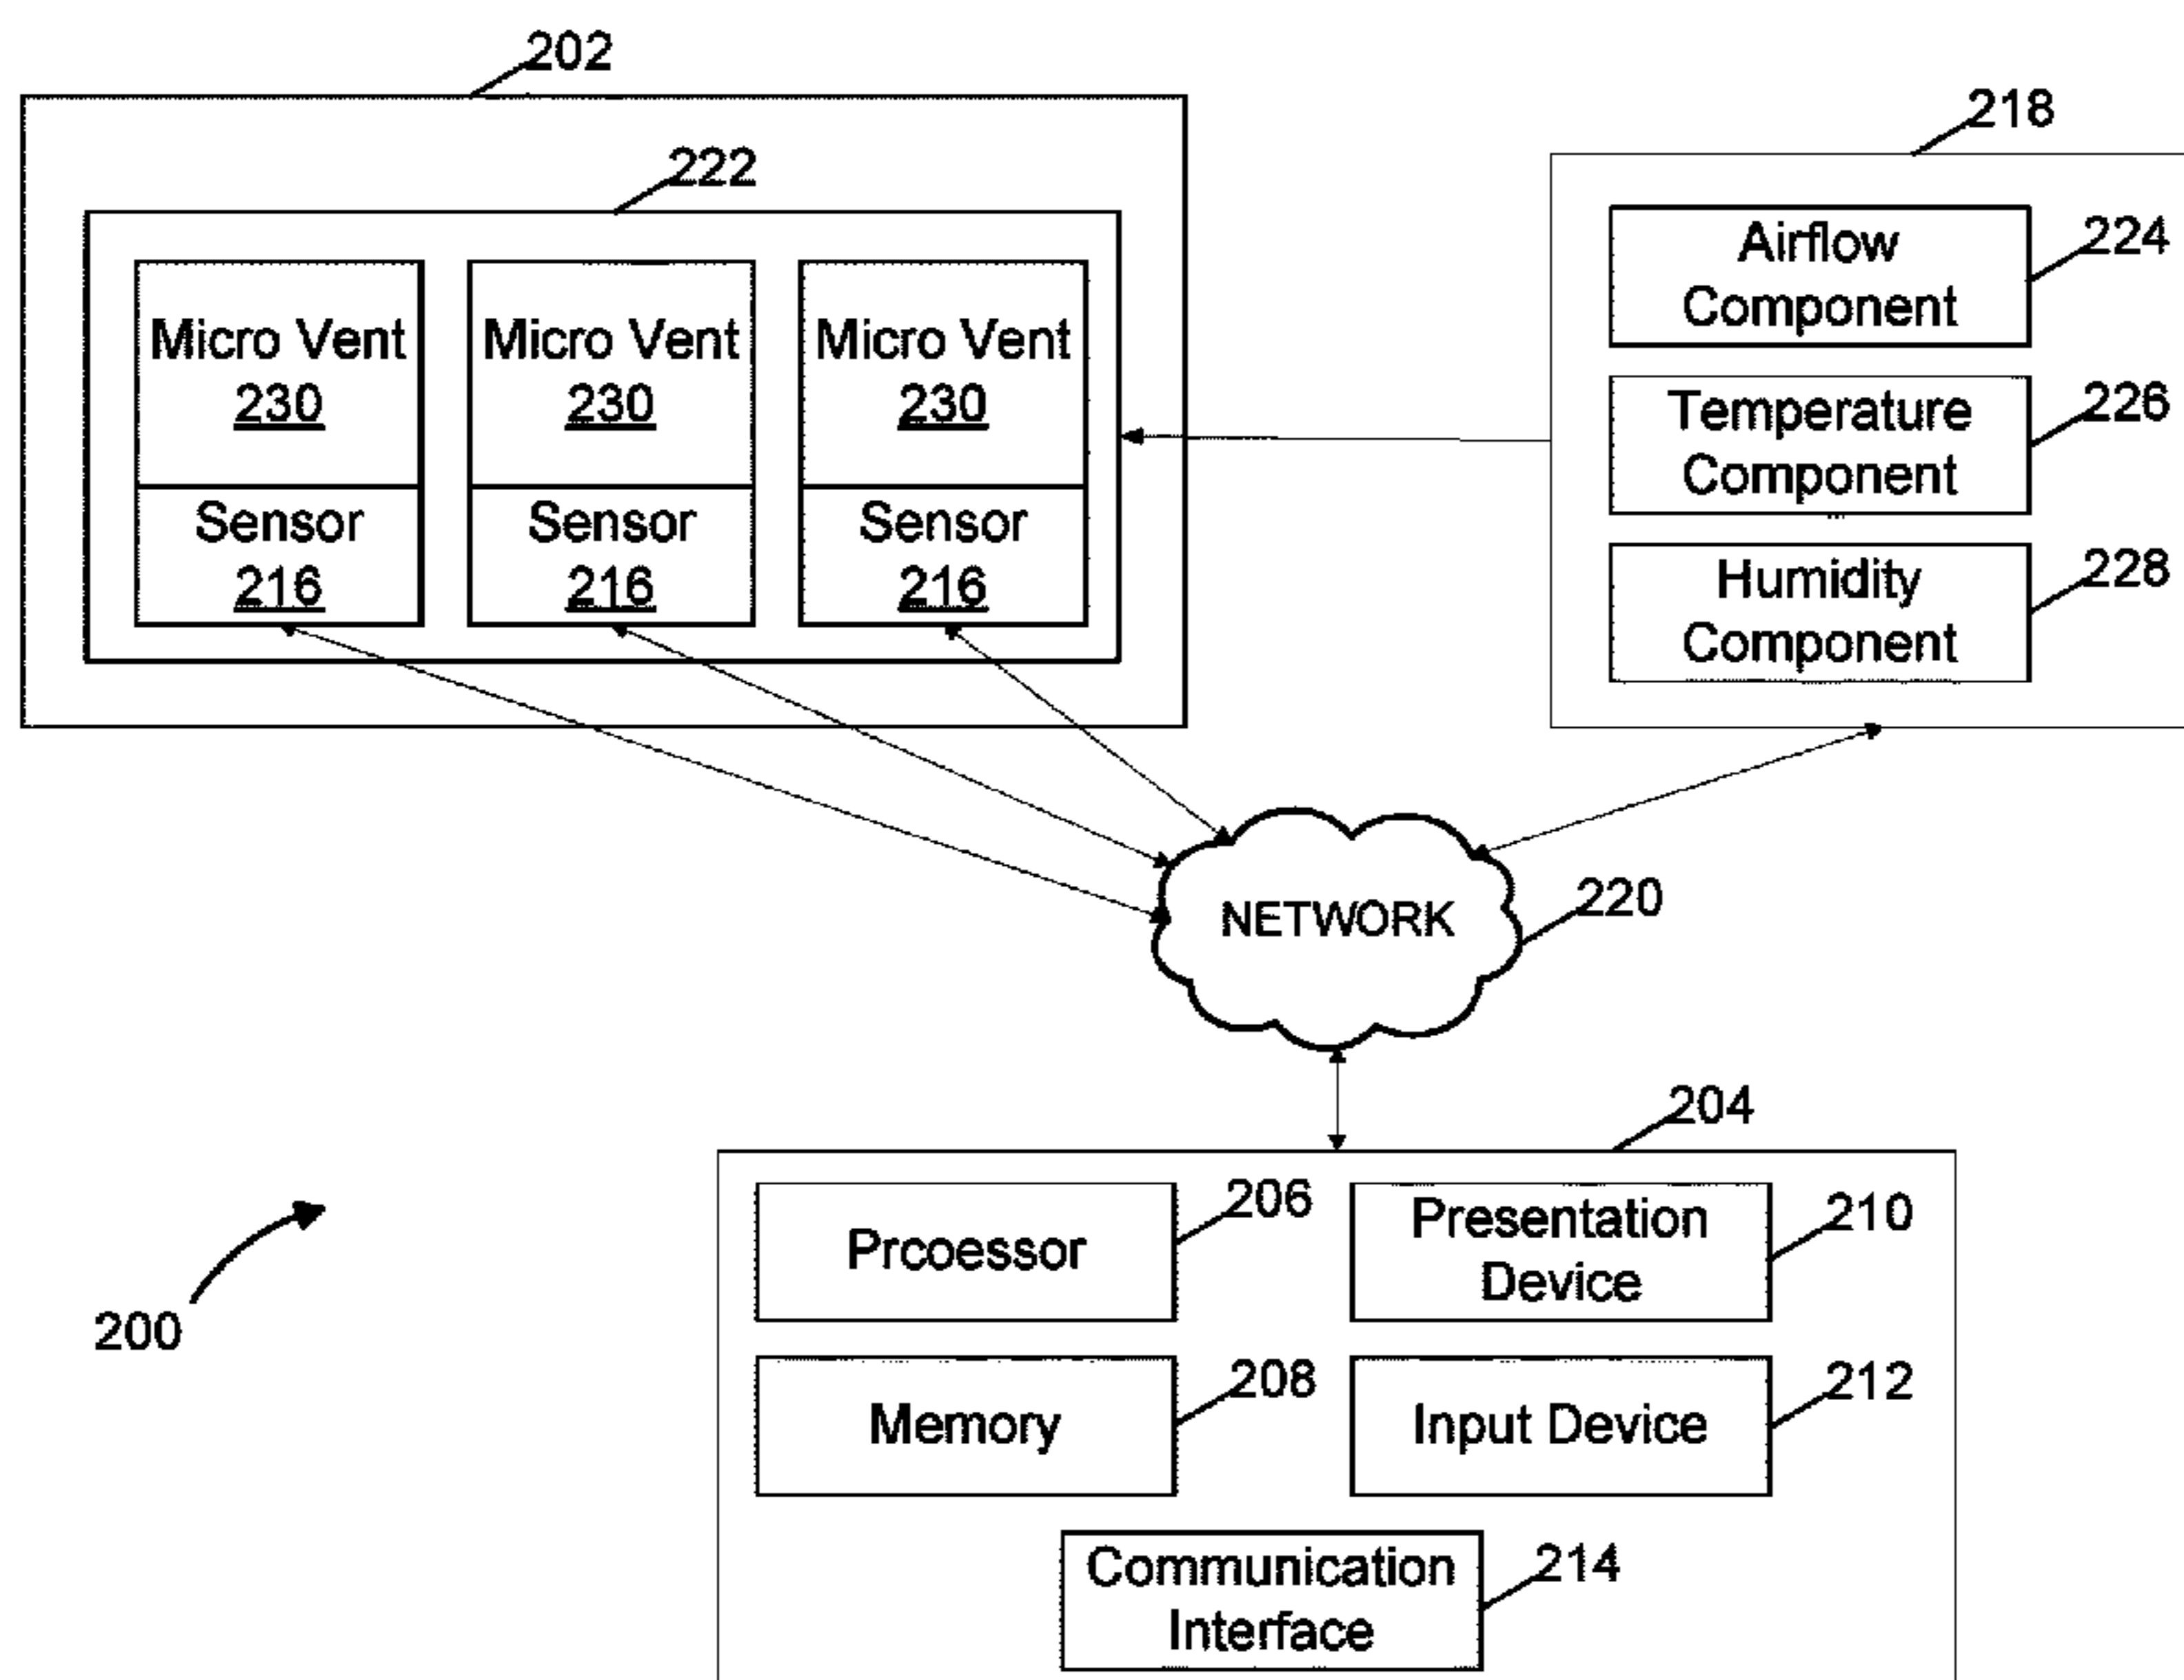 202
218
222
Micro Vent
230
Sensor
216
Micro Vent
230
Sensor
216
Micro Vent
230
Sensor
216
Airflow
Component
224
Temperature
Component
226
Humidity
Component
228
NETWORK
220
204
Prcoessor
206
Presentation
Device
210
Memory
208
Input Device
212
Communication
Interface
214
200